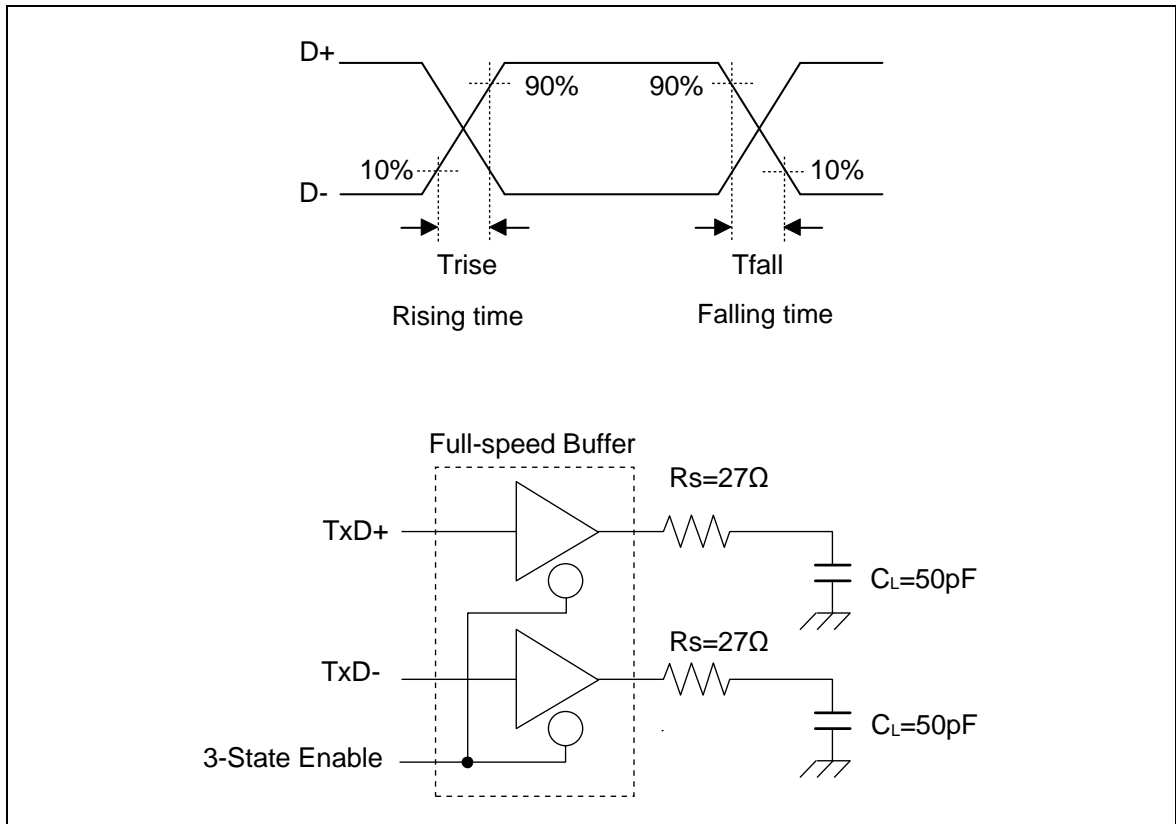 D+
90% 90%
10% 10%
D-
Trise Tfall
Rising time Falling time
Full-speed Buffer
Rs=27Ω
TxD+
CL=50pF
Rs=27Ω
TxD-
CL=50pF
3-State Enable